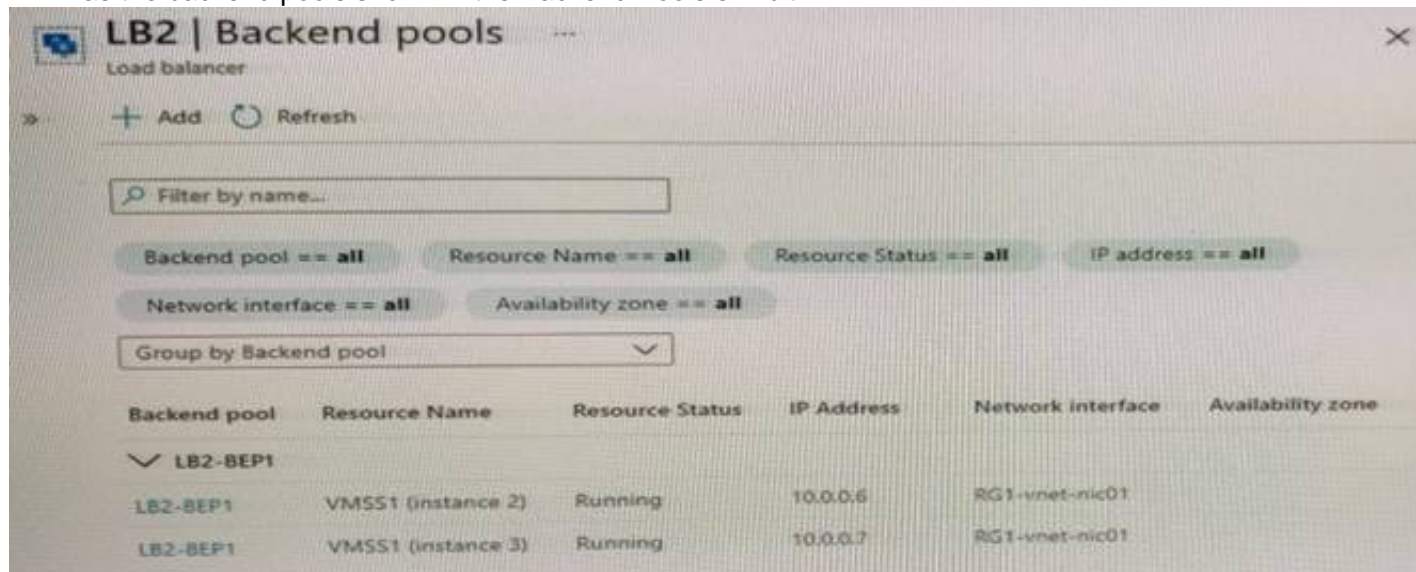 LB2 | Backend pools ...
Load balancer
Add Refresh
Filter by name...
Backend pool == all Resource Name == all Resource Status == all IP address == all
Network interface == all Availability zone == all
Group by Backend pool
Backend pool Resource Name Resource Status IP Address Network interface Availability zone
LB2-BEP1
LB2-BEP1 VMSS1 (instance 2) Running 10.0.0.6 RG1-vnet-nic01
LB2-BEP1 VMSS1 (instance 3) Running 10.0.0.7 RG1-vnet-nic01